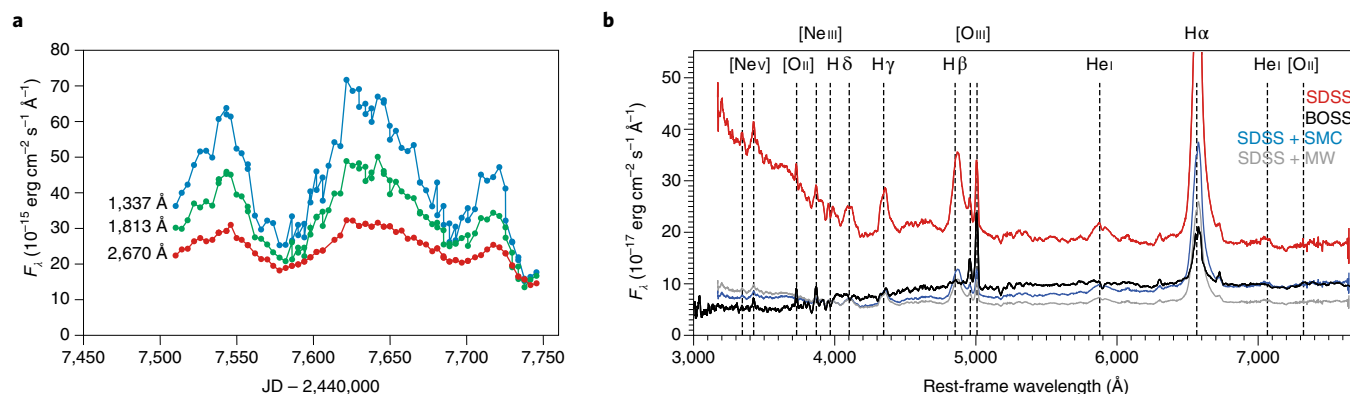 a
80
70
60
50
40
30
20
10
0
F_λ (10⁻¹⁵ erg cm⁻² s⁻¹ Å⁻¹)
1,337 Å
1,813 Å
2,670 Å
7,450 7,500 7,550 7,600 7,650 7,700 7,750
JD – 2,440,000
b
[Ne III] [O III] Hα
[Ne V] [O II] Hδ Hγ Hβ He I He I [O II]
SDSS
BOSS
SDSS + SMC
SDSS + MW
50
40
30
20
10
0
F_λ (10⁻¹⁷ erg cm⁻² s⁻¹ Å⁻¹)
3,000 4,000 5,000 6,000 7,000
Rest-frame wavelength (Å)